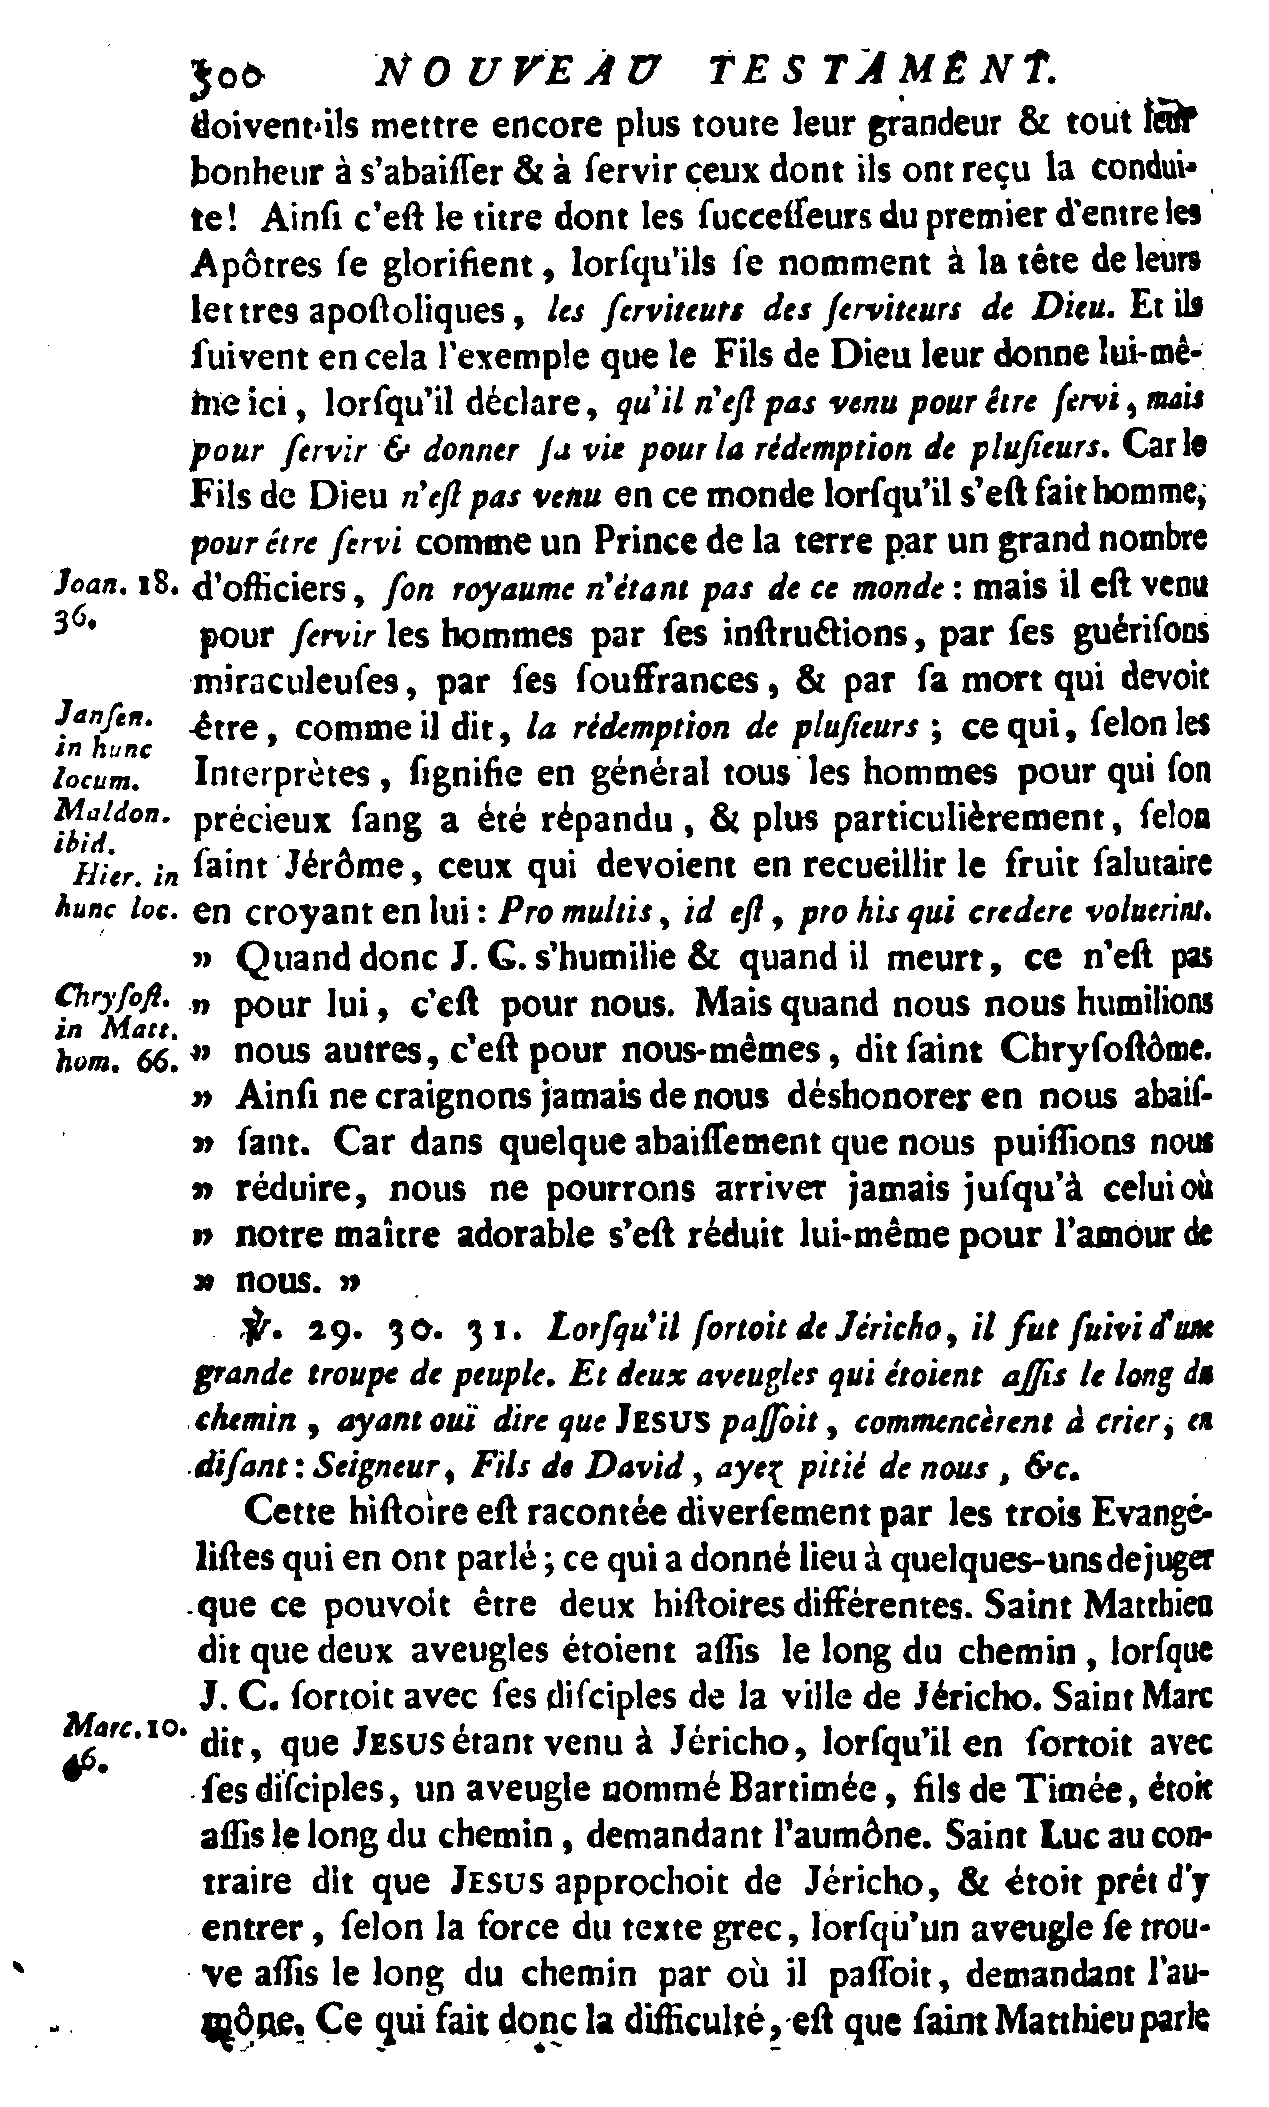 300 NOUVEAU TESTAMENT.
doivent-ils mettre encore plus toute leur grandeur & tout leur
bonheur à s'abaiſſer & à ſervir ceux dont ils ont reçu la condui-
te! Ainſi c'eſt le titre dont les ſucceſſeurs du premier d'entre les
Apôtres ſe glorifient, lorſqu'ils ſe nomment à la tête de leurs
lettres apoſtoliques, les ſerviteurs des ſerviteurs de Dieu. Et ils
ſuivent en cela l'exemple que le Fils de Dieu leur donne lui-mê-
me ici, lorſqu'il déclare, qu'il n'eſt pas venu pour être ſervi, mais
pour ſervir & donner ſa vie pour la rédemption de pluſieurs. Car le
Fils de Dieu n'eſt pas venu en ce monde lorſqu'il s'eſt fait homme,
pour être ſervi comme un Prince de la terre par un grand nombre
Joan. 18. d'officiers, ſon royaume n'étant pas de ce monde : mais il eſt venu
36. pour ſervir les hommes par ſes inſtructions, par ſes guériſons
miraculeuſes, par ſes ſouffrances, & par ſa mort qui devoit
Janſen. être, comme il dit, la rédemption de pluſieurs ; ce qui, ſelon les
in hunc
locum. Interprètes, ſignifie en général tous les hommes pour qui ſon
Maldon. précieux ſang a été répandu, & plus particulièrement, ſelon
ibid.
Hier. in ſaint Jérôme, ceux qui devoient en recueillir le fruit ſalutaire
hunc loc. en croyant en lui : Pro multis, id eſt, pro his qui credere voluerint.
" Quand donc J. G. s'humilie & quand il meurt, ce n'eſt pas
Chryſoſt. " pour lui, c'eſt pour nous. Mais quand nous nous humilions
in Matt.
hom. 66. " nous autres, c'eſt pour nous-mêmes, dit ſaint Chryſoſtôme.
" Ainſi ne craignons jamais de nous déshonorer en nous abaiſ-
" ſant. Car dans quelque abaiſſement que nous puiſſions nous
" réduire, nous ne pourrons arriver jamais juſqu'à celui où
" notre maître adorable s'eſt réduit lui-même pour l'amour de
" nous. "
℣. 29. 30. 31. Lorſqu'il ſortoit de Jéricho, il fut ſuivi d'une
grande troupe de peuple. Et deux aveugles qui étoient aſſis le long du
chemin, ayant ouï dire que JESUS paſſoit, commencèrent à crier, en
diſant : Seigneur, Fils de David, ayez pitié de nous, &c.
Cette hiſtoire eſt racontée diverſement par les trois Evangé-
liſtes qui en ont parlé ; ce qui a donné lieu à quelques-uns de juger
que ce pouvoit être deux hiſtoires différentes. Saint Matthieu
dit que deux aveugles étoient aſſis le long du chemin, lorſque
J. C. ſortoit avec ſes diſciples de la ville de Jéricho. Saint Marc
Marc. 10. dit, que JESUS étant venu à Jéricho, lorſqu'il en ſortoit avec
46. ſes diſciples, un aveugle nommé Bartimée, fils de Timée, étoit
aſſis le long du chemin, demandant l'aumône. Saint Luc au con-
traire dit que JESUS approchoit de Jéricho, & étoit prêt d'y
entrer, ſelon la force du texte grec, lorſqu'un aveugle ſe trou-
ve aſſis le long du chemin par où il paſſoit, demandant l'au-
mône. Ce qui fait donc la difficulté, eſt que ſaint Matthieu parle